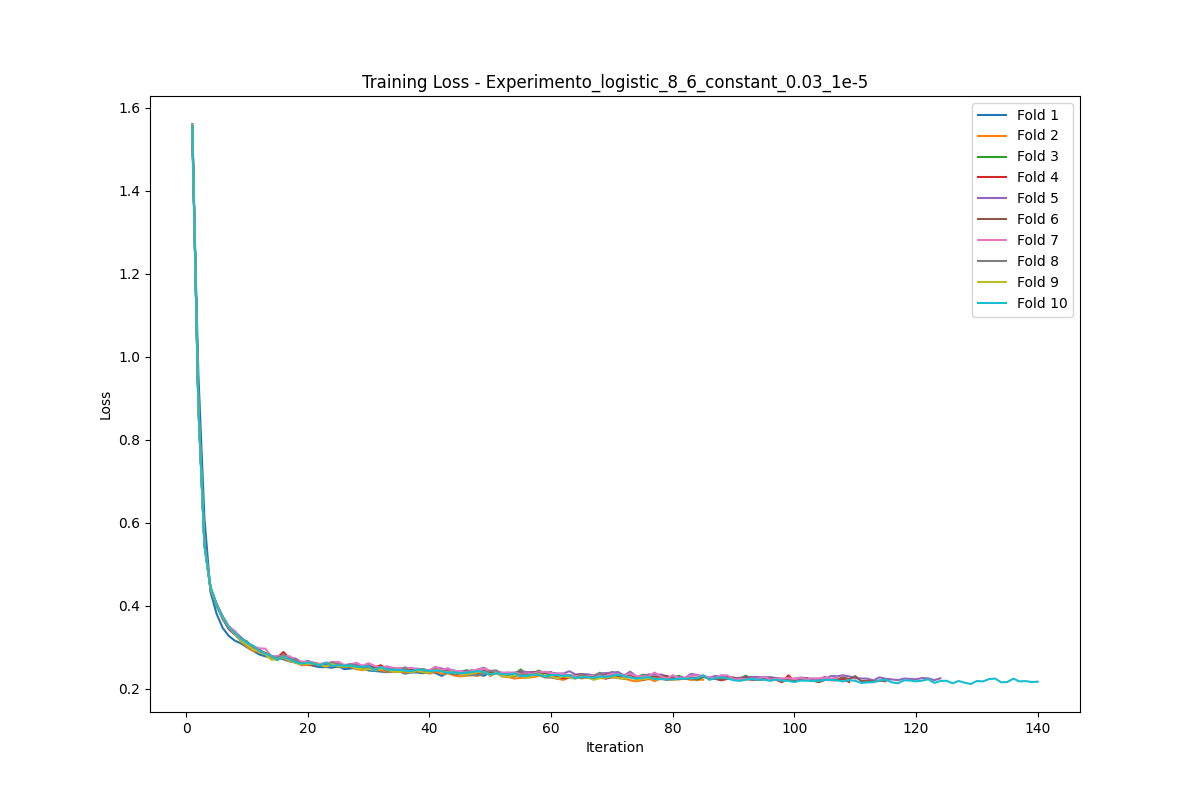 Training Loss - Experimento_logistic_8_6_constant_0.03_1e-5
1.6
1.4
1.2
1.0
0.8
0.6
0.4
0.2
Loss
0
20
40
60
80
100
120
140
Iteration
Fold 1
Fold 2
Fold 3
Fold 4
Fold 5
Fold 6
Fold 7
Fold 8
Fold 9
Fold 10